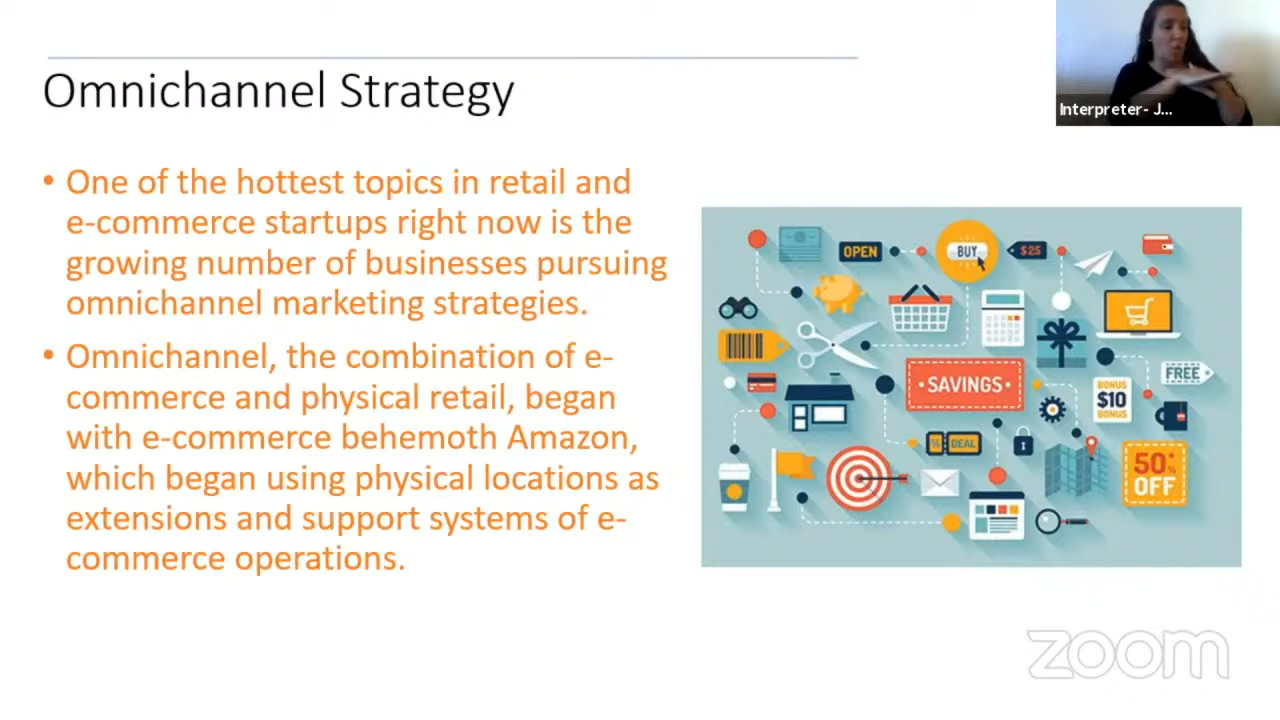 Omnichannel Strategy
Interpreter- J...
• One of the hottest topics in retail and
e-commerce startups right now is the
growing number of businesses pursuing
omnichannel marketing strategies.
• Omnichannel, the combination of e-
commerce and physical retail, began
with e-commerce behemoth Amazon,
which began using physical locations as
extensions and support systems of e-
commerce operations.
OPEN
BUY
$25
SAVINGS
FREE
BONUS
$10
BONUS
% DEAL
50%
OFF
zoom